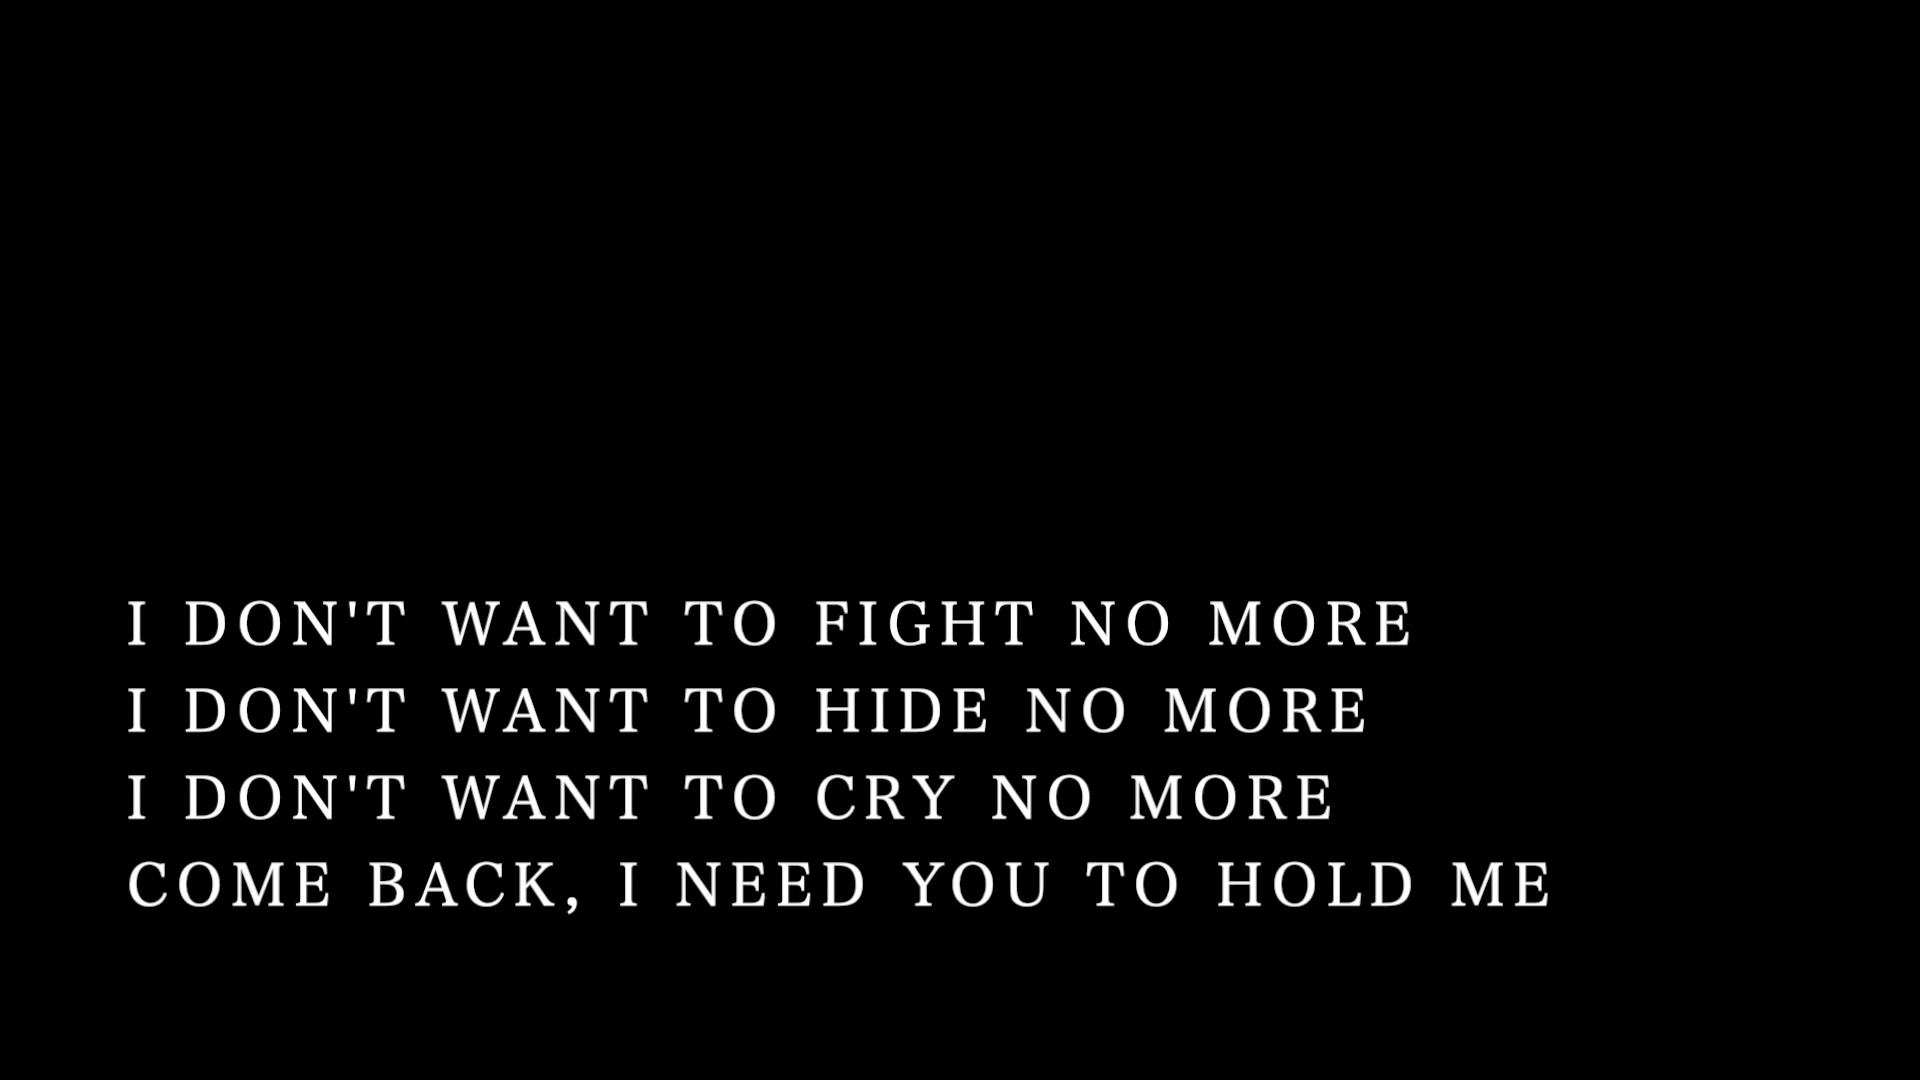 I DON'T WANT TO FIGHT NO MORE
I DON'T WANT TO HIDE NO MORE
I DON'T WANT TO CRY NO MORE
COME BACK, I NEED YOU TO HOLD ME